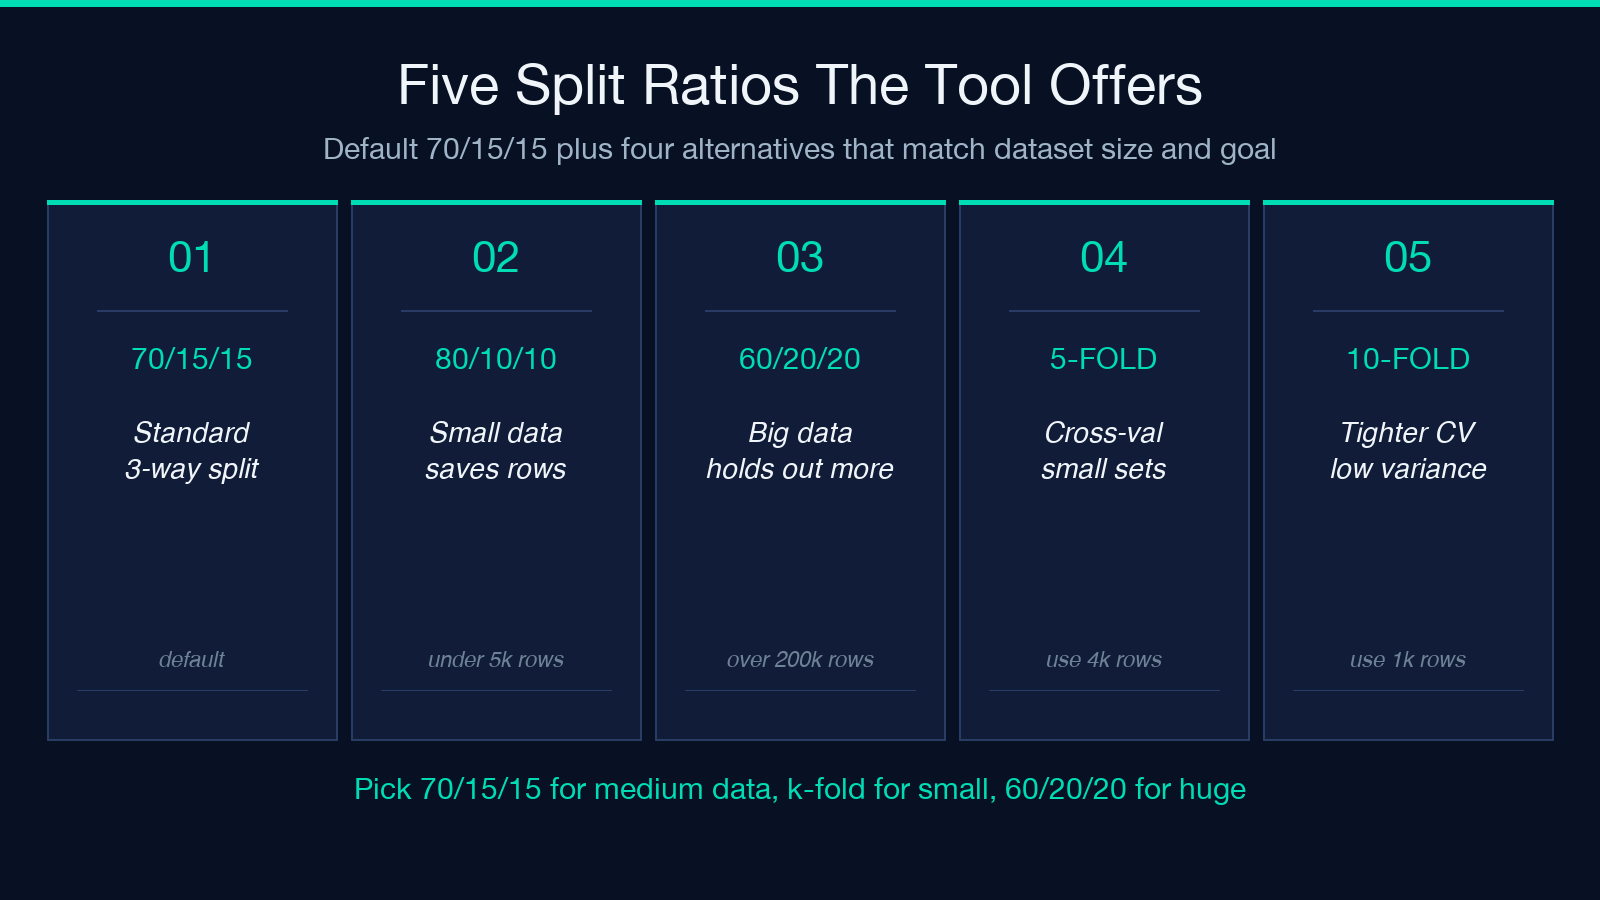 Five Split Ratios The Tool Offers
Default 70/15/15 plus four alternatives that match dataset size and goal
01
70/15/15
Standard
3-way split
default
02
80/10/10
Small data
saves rows
under 5k rows
03
60/20/20
Big data
holds out more
over 200k rows
04
5-FOLD
Cross-val
small sets
use 4k rows
05
10-FOLD
Tighter CV
low variance
use 1k rows
Pick 70/15/15 for medium data, k-fold for small, 60/20/20 for huge